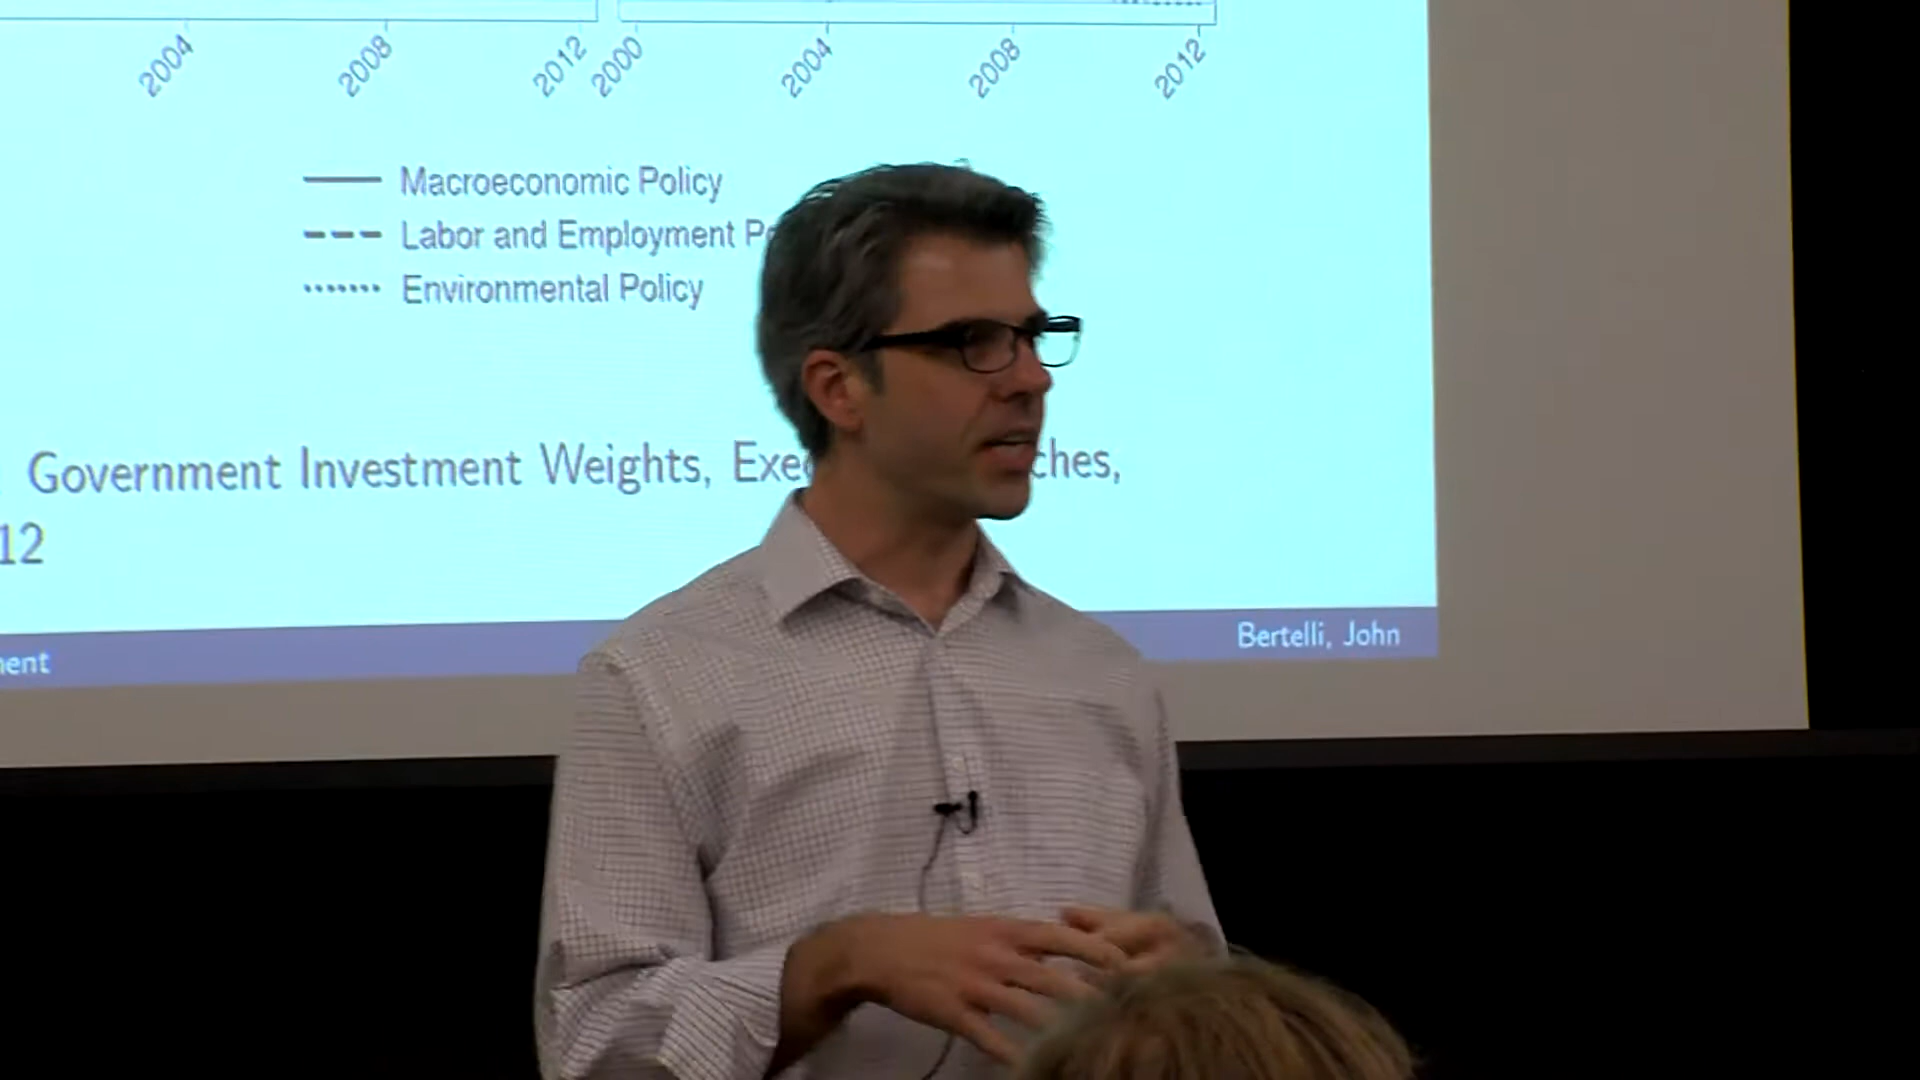 2004 2008 2012 2000 2004 2008 2012
Macroeconomic Policy
Labor and Employment
Environmental Policy
Government Investment Weights,
12
Bertelli, John